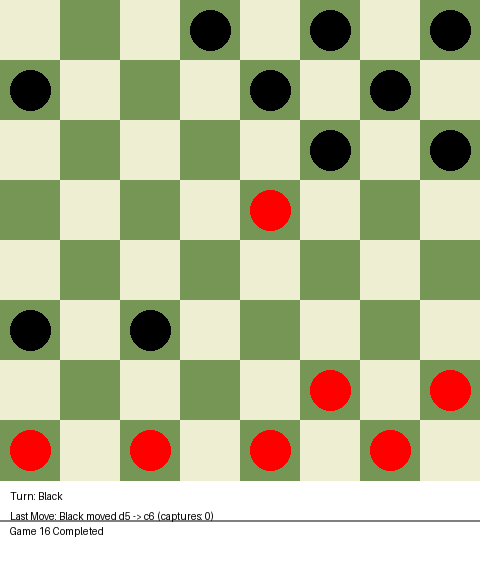 Turn: Black
Last Move: Black moved d5 -> c6 (captures: 0)
Game 16 Completed